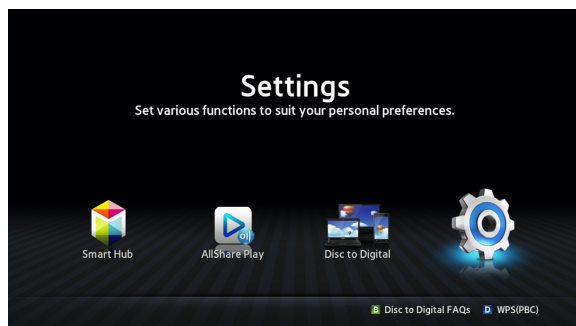 Settings
Set various functions to suit your personal preferences.
Smart Hub
AllShare Play
Disc to Digital
B Disc to Digital FAQs D WPS(PBC)